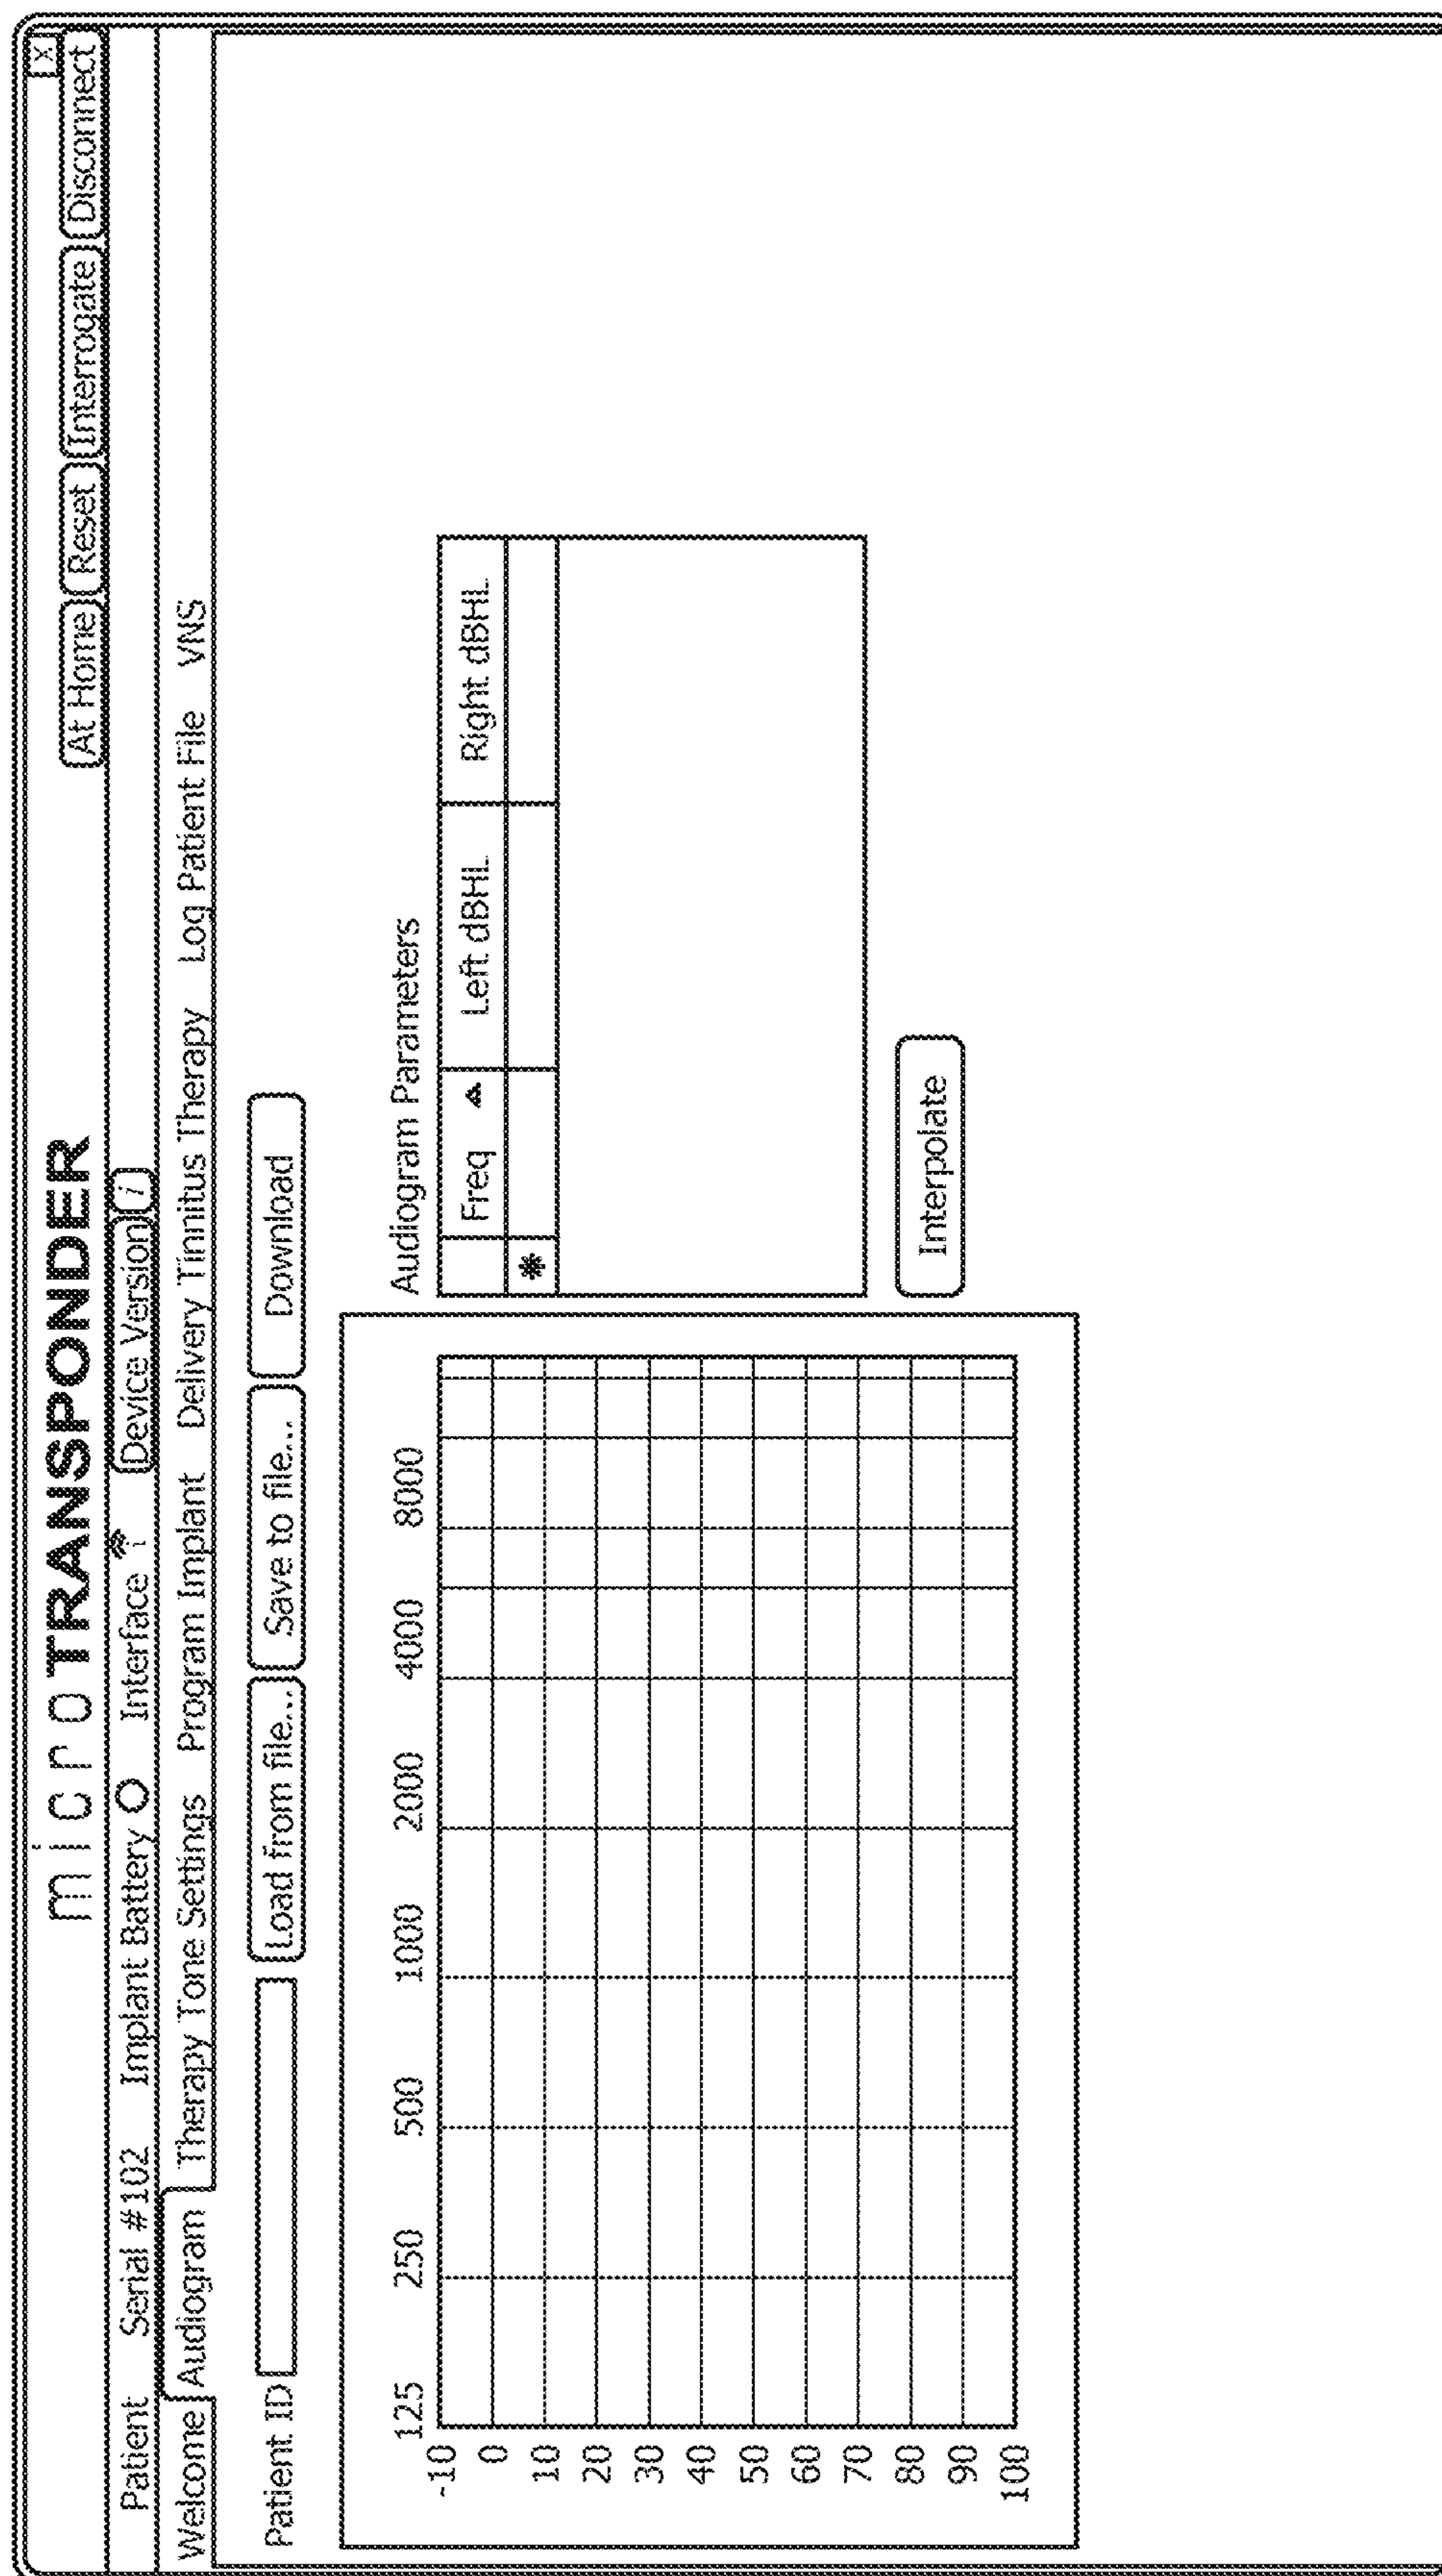 X
microTRANSPONDER
At Home Reset Interrogate Disconnect
Patient Serial #102 Implant Battery Interface i Device Version i
Welcome Audiogram Therapy Tone Settings Program Implant Delivery Tinnitus Therapy Log Patient File VNS
Patient ID Load from file... Save to file... Download
Audiogram Parameters
125 250 500 1000 2000 4000 8000
Freq Left dBHL Right dBHL
*
-10
0
10
20
30
40
50
60
70
80
90
100
Interpolate